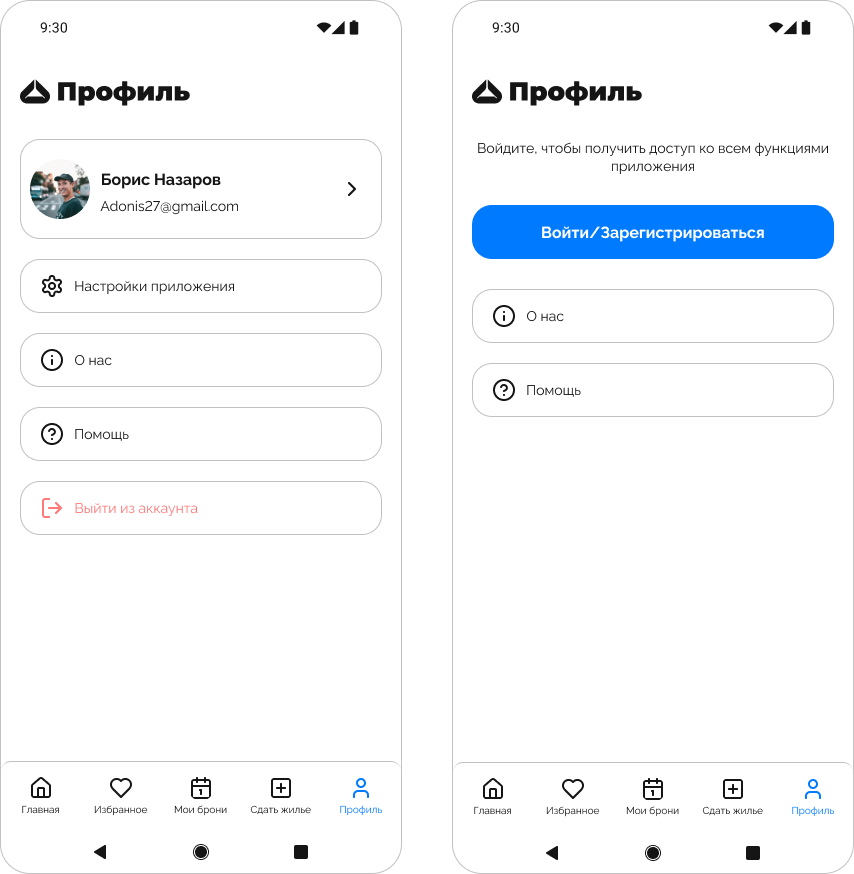 9:30
Профиль
Борис Назаров
Adonis27@gmail.com
Настройки приложения
О нас
Помощь
Выйти из аккаунта
Главная
Избранное
1
Мои брони
Сдать жилье
Профиль
9:30
Профиль
Войдите, чтобы получить доступ ко всем функциями
приложения
Войти/Зарегистрироваться
О нас
Помощь
Главная
Избранное
1
Мои брони
Сдать жилье
Профиль